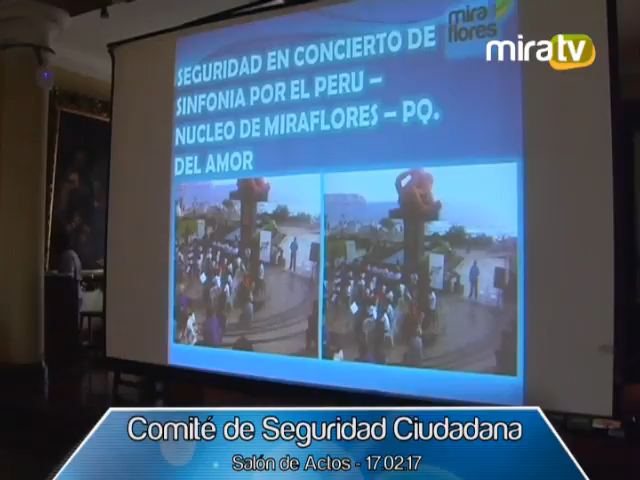 mira
flores
miratv
SEGURIDAD EN CONCIERTO DE
SINFONIA POR EL PERU –
NUCLEO DE MIRAFLORES – PQ.
DEL AMOR
Comité de Seguridad Ciudadana
Salón de Actos - 17.02.17